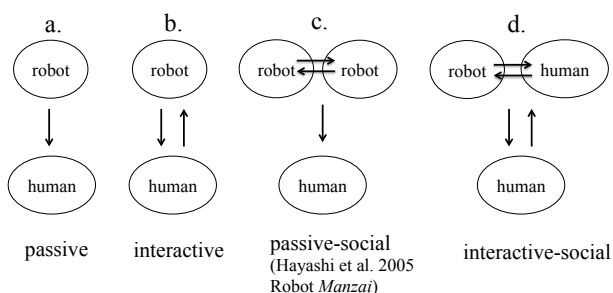 a.
b.
c.
d.
robot
robot
robot robot
robot human
human
human
human
human
passive
interactive
passive-social
(Hayashi et al. 2005
Robot Manzai)
interactive-social